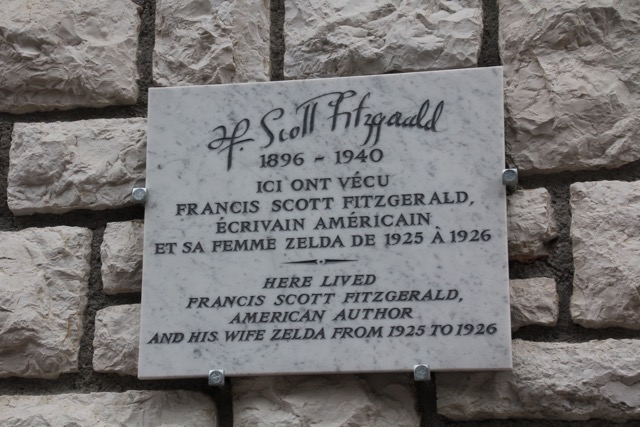 F. Scott Fitzgerald
1896 - 1940
ICI ONT VÉCU
FRANCIS SCOTT FITZGERALD,
ÉCRIVAIN AMÉRICAIN
ET SA FEMME ZELDA DE 1925 À 1926
HERE LIVED
FRANCIS SCOTT FITZGERALD,
AMERICAN AUTHOR
AND HIS WIFE ZELDA FROM 1925 TO 1926